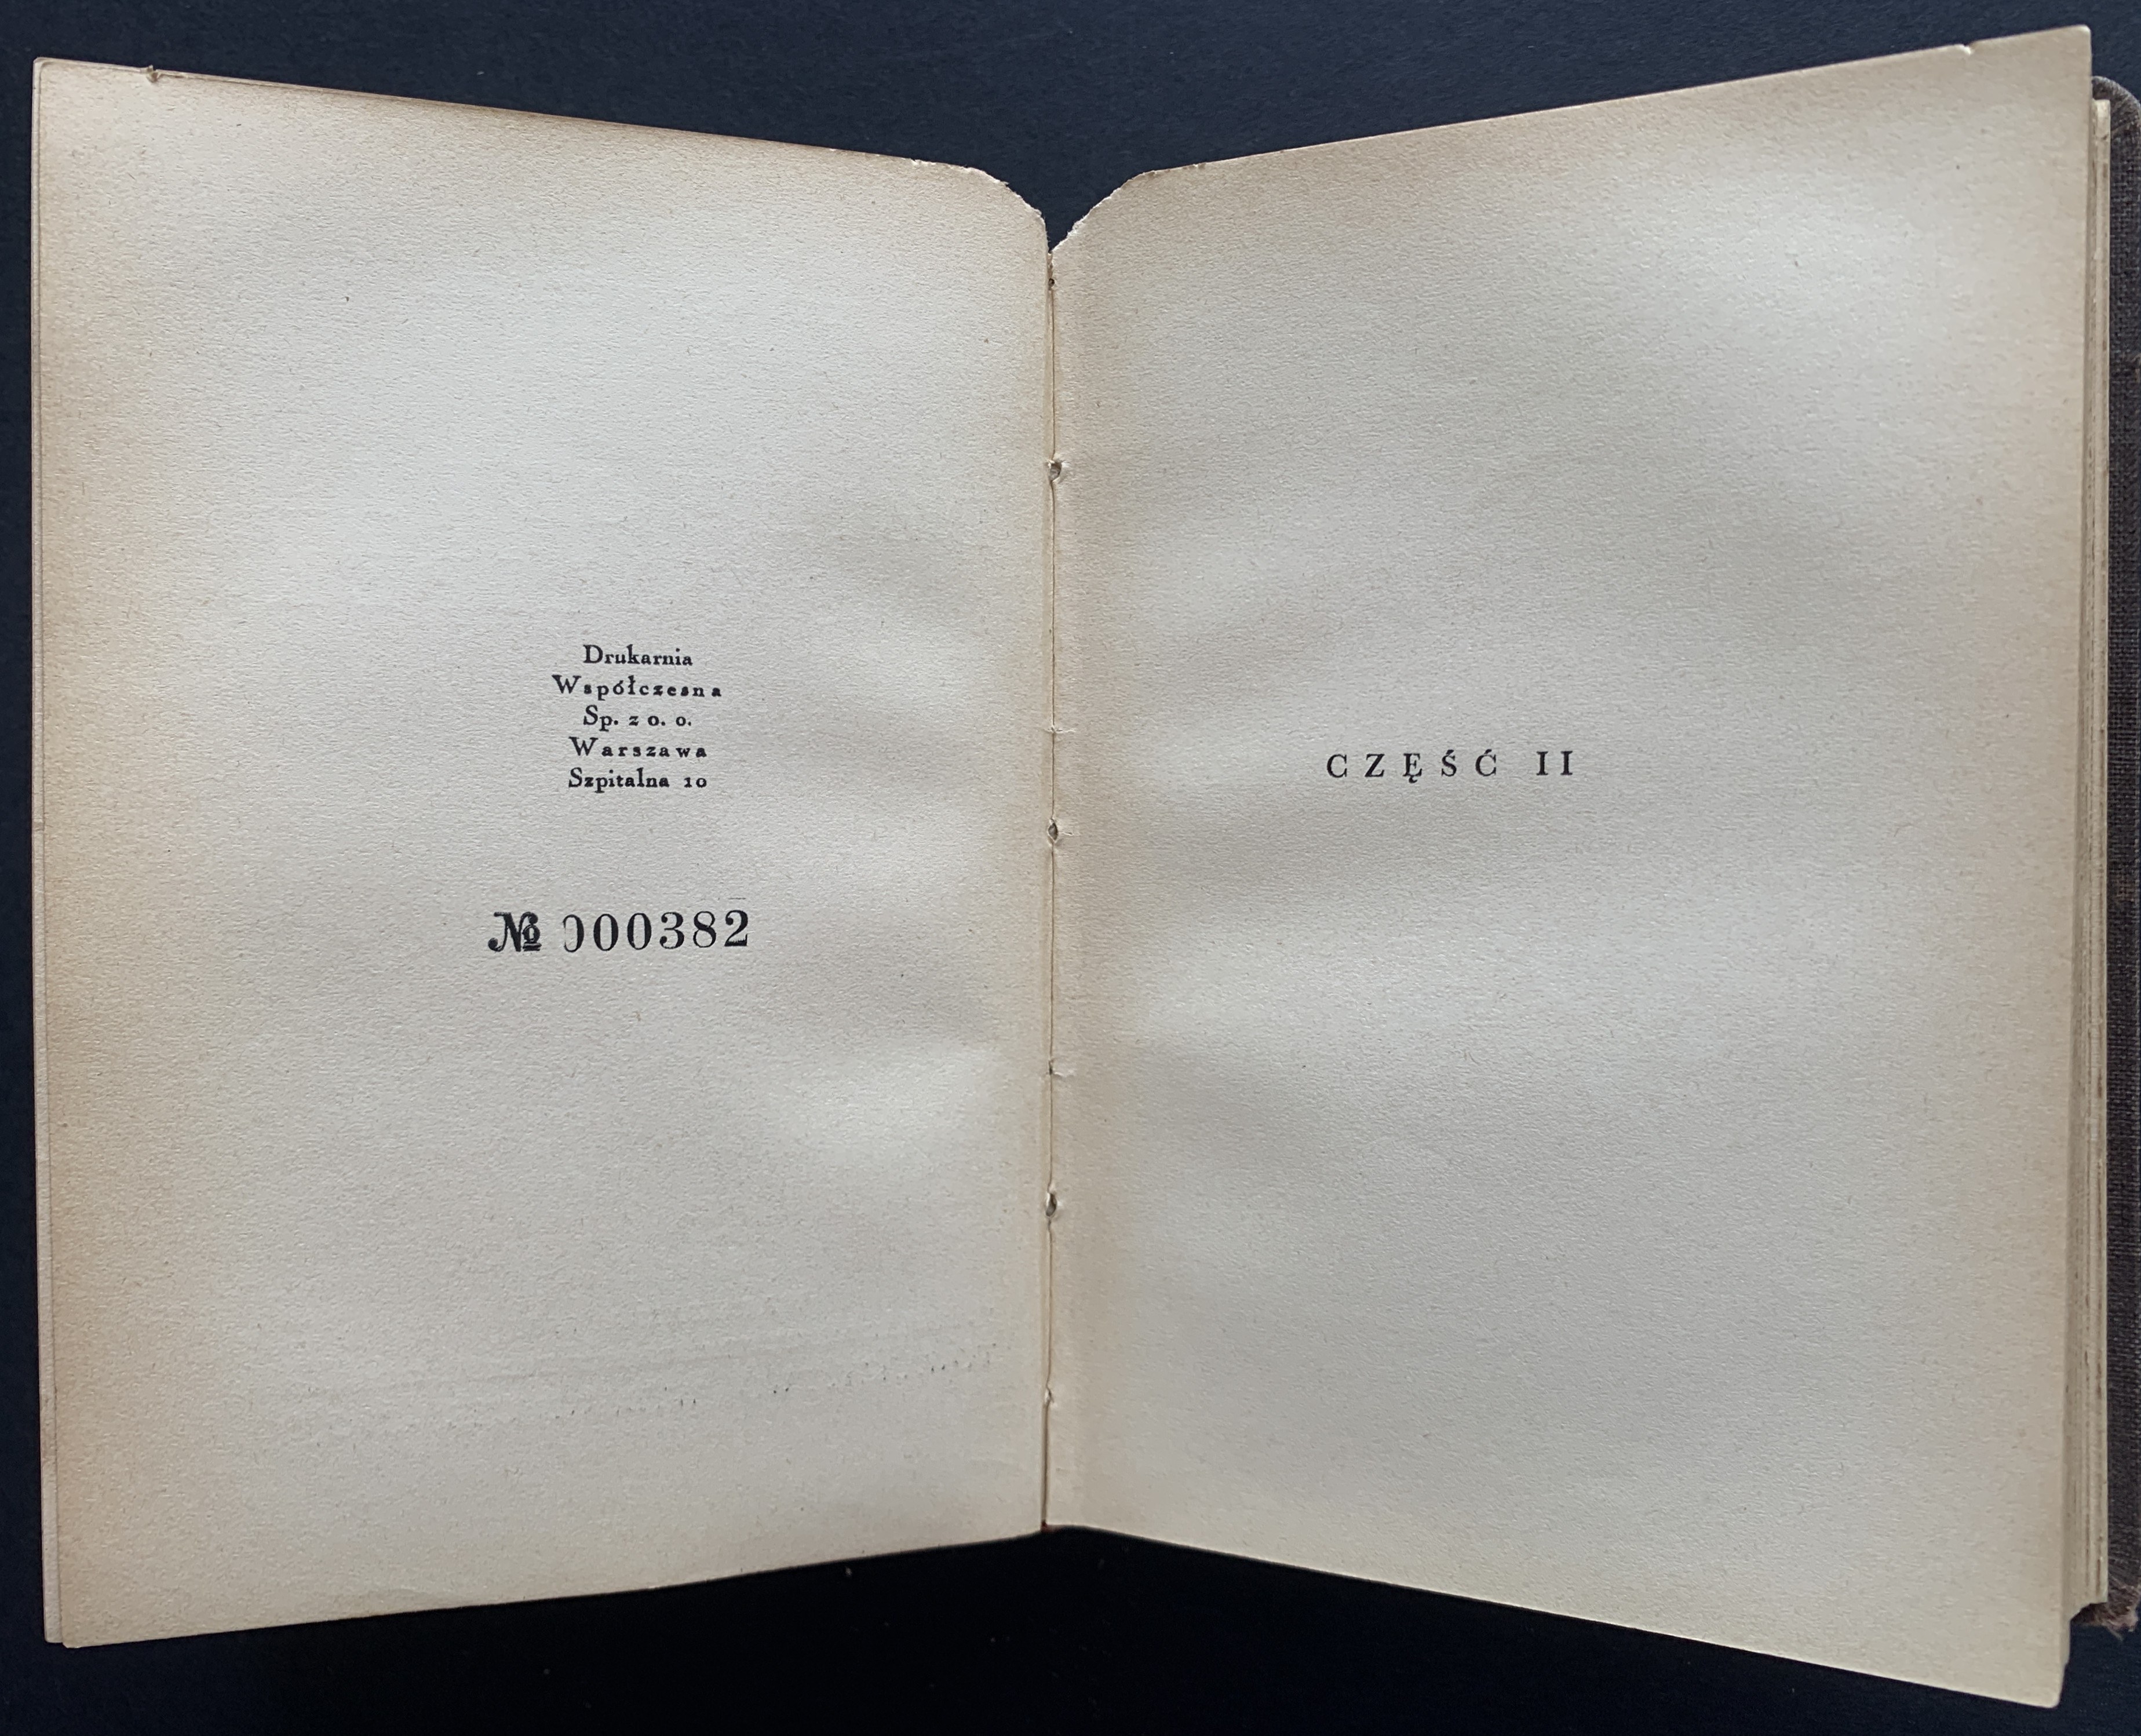 Drukarnia
Współczesna
Sp. z o. o.
Warszawa
Szpitalna 10
№ 000382
CZĘŚĆ II